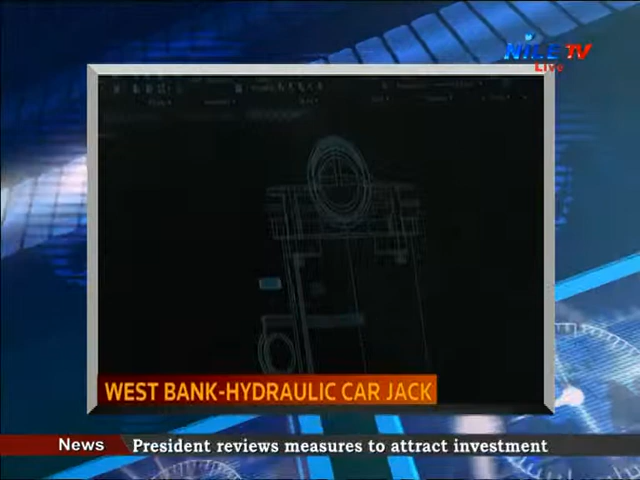 NiLE TV
Live
WEST BANK-HYDRAULIC CAR JACK
News President reviews measures to attract investment